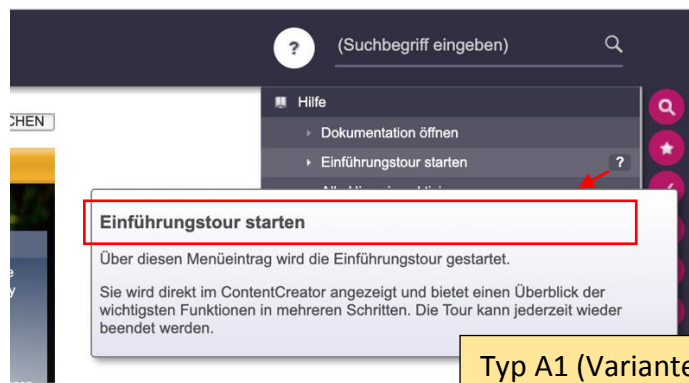 ?
(Suchbegriff eingeben)
Hilfe
CHEN
Dokumentation öffnen
Einführungstour starten
?
Einführungstour starten
Über diesen Menüeintrag wird die Einführungstour gestartet.
Sie wird direkt im ContentCreator angezeigt und bietet einen Überblick der
wichtigsten Funktionen in mehreren Schritten. Die Tour kann jederzeit wieder
beendet werden.
Typ A1 (Variante